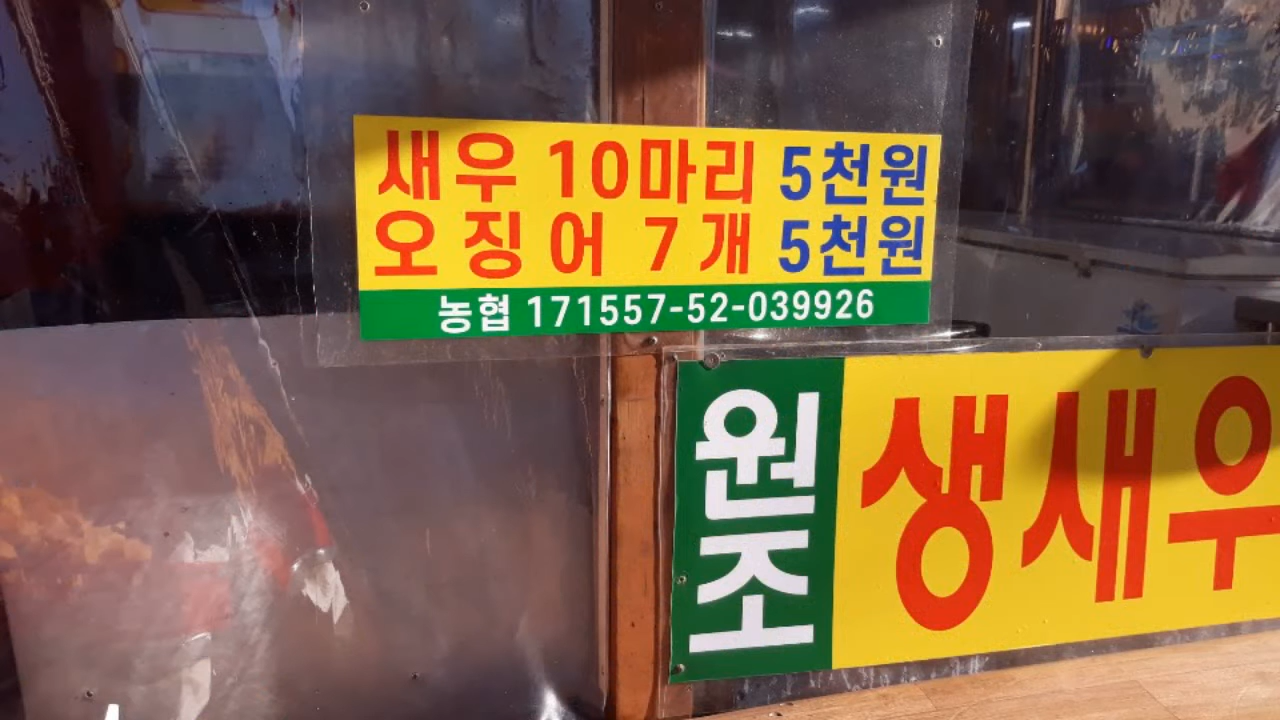 새우 10마리 5천원
오징어 7개 5천원
농협 171557-52-039926
원조
생새우